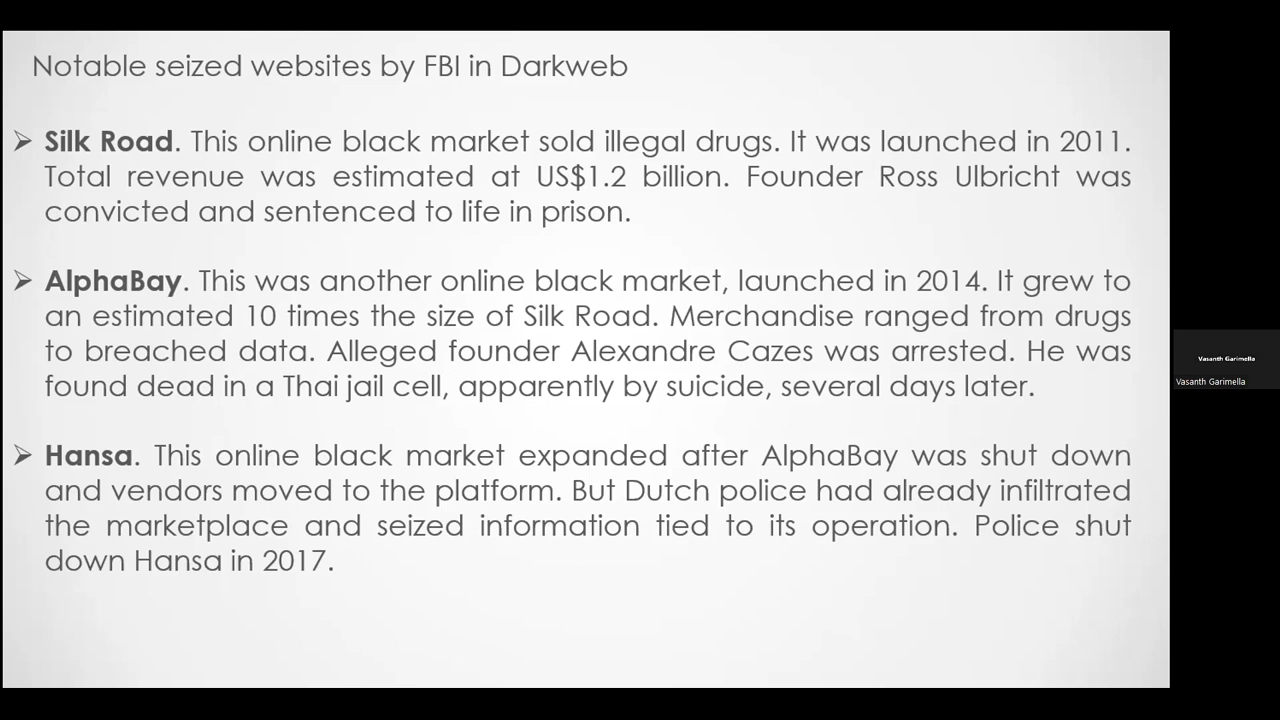 Notable seized websites by FBI in Darkweb
➢ Silk Road. This online black market sold illegal drugs. It was launched in 2011.
Total revenue was estimated at US$1.2 billion. Founder Ross Ulbricht was
convicted and sentenced to life in prison.
➢ AlphaBay. This was another online black market, launched in 2014. It grew to
an estimated 10 times the size of Silk Road. Merchandise ranged from drugs
to breached data. Alleged founder Alexandre Cazes was arrested. He was
found dead in a Thai jail cell, apparently by suicide, several days later.
➢ Hansa. This online black market expanded after AlphaBay was shut down
and vendors moved to the platform. But Dutch police had already infiltrated
the marketplace and seized information tied to its operation. Police shut
down Hansa in 2017.
Vasanth Garimella
Vasanth Garimella